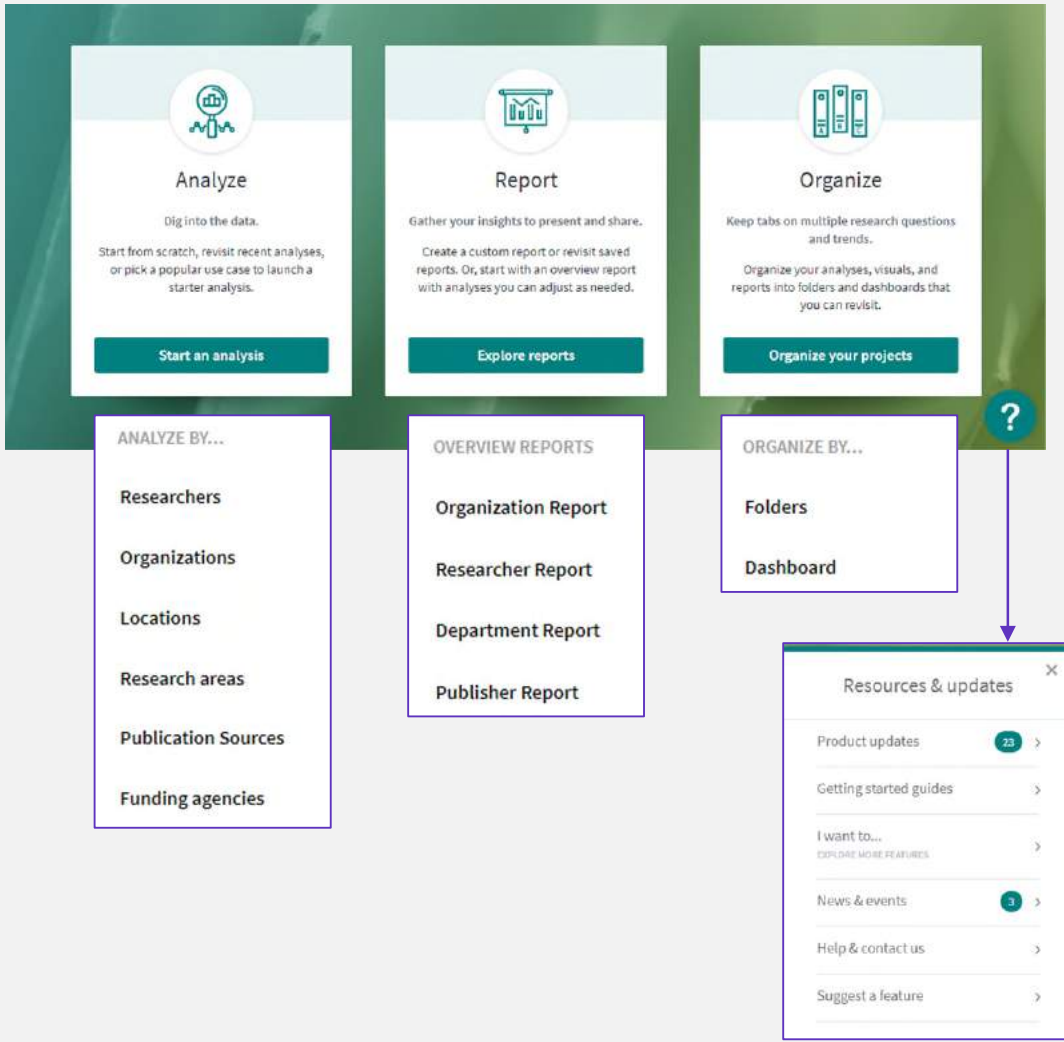 Analyze
Dig into the data.
Start from scratch, revisit recent analyses,
or pick a popular use case to launch a
starter analysis.
Start an analysis
Report
Gather your insights to present and share.
Create a custom report or revisit saved
reports. Or, start with an overview report
with analyses you can adjust as needed.
Explore reports
A B C
Organize
Keep tabs on multiple research questions
and trends.
Organize your analyses, visuals, and
reports into folders and dashboards that
you can revisit.
Organize your projects
?
ANALYZE BY...
Researchers
Organizations
Locations
Research areas
Publication Sources
Funding agencies
OVERVIEW REPORTS
Organization Report
Researcher Report
Department Report
Publisher Report
ORGANIZE BY...
Folders
Dashboard
Resources & updates
Product updates 23
Getting started guides
I want to...
EXPLORE MORE FEATURES
News & events 3
Help & contact us
Suggest a feature